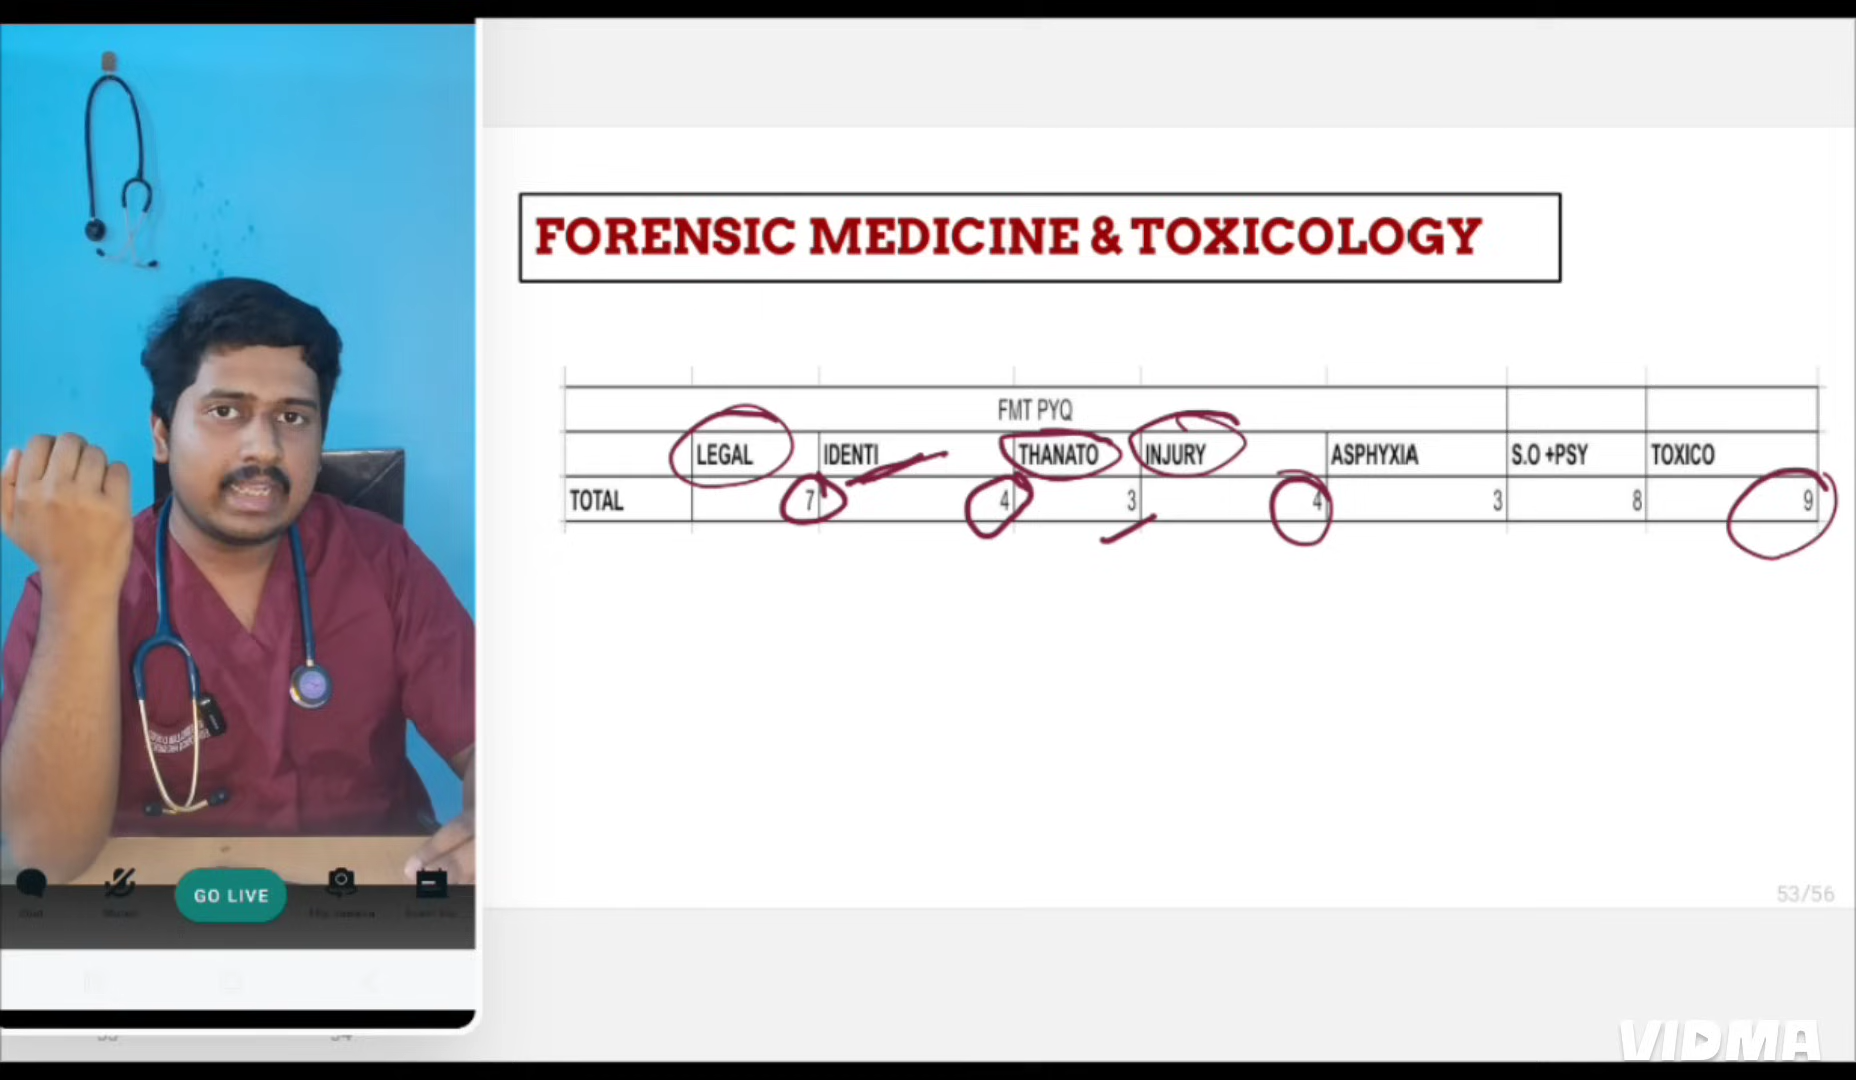 FORENSIC MEDICINE & TOXICOLOGY
FMT PYQ
LEGAL IDENTI THANATO INJURY ASPHYXIA S.O +PSY TOXICO
TOTAL 7 4 3 4 3 8 9
GO LIVE
53/56
VIDMA